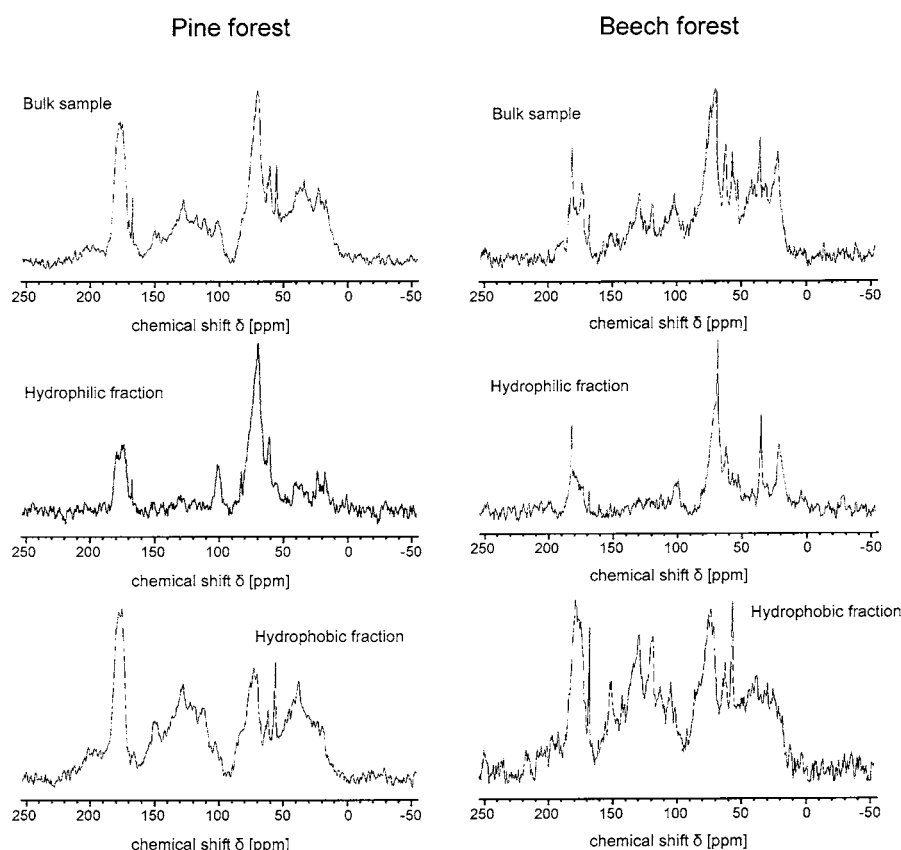 Pine forest
Beech forest
Bulk sample
250 200 150 100 50 0 -50
chemical shift δ [ppm]
Bulk sample
250 200 150 100 50 0 -50
chemical shift δ [ppm]
Hydrophilic fraction
250 200 150 100 50 0 -50
chemical shift δ [ppm]
Hydrophilic fraction
250 200 150 100 50 0 -50
chemical shift δ [ppm]
Hydrophobic fraction
250 200 150 100 50 0 -50
chemical shift δ [ppm]
Hydrophobic fraction
250 200 150 100 50 0 -50
chemical shift δ [ppm]